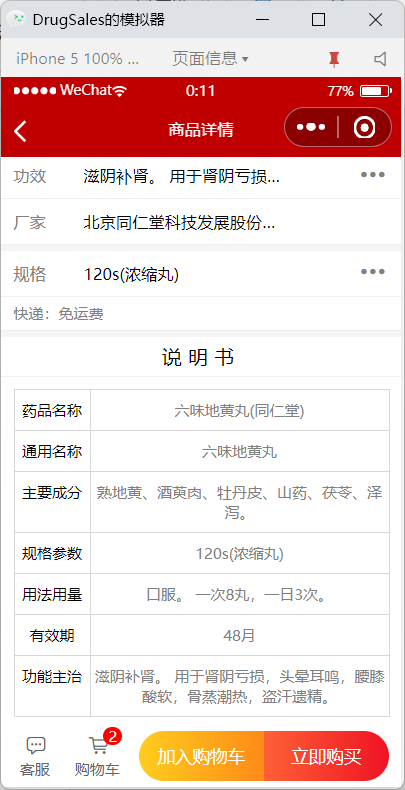 DrugSales的模拟器
iPhone 5 100% ... 页面信息
WeChat 0:11 77%
商品详情
功效 滋阴补肾。 用于肾阴亏损...
厂家 北京同仁堂科技发展股份...
规格 120s(浓缩丸)
快递：免运费
说 明 书
药品名称 六味地黄丸(同仁堂)
通用名称 六味地黄丸
主要成分 熟地黄、酒萸肉、牡丹皮、山药、茯苓、泽
泻。
规格参数 120s(浓缩丸)
用法用量 口服。 一次8丸，一日3次。
有效期 48月
功能主治 滋阴补肾。 用于肾阴亏损，头晕耳鸣，腰膝
酸软，骨蒸潮热，盗汗遗精。
2
客服 购物车 加入购物车 立即购买